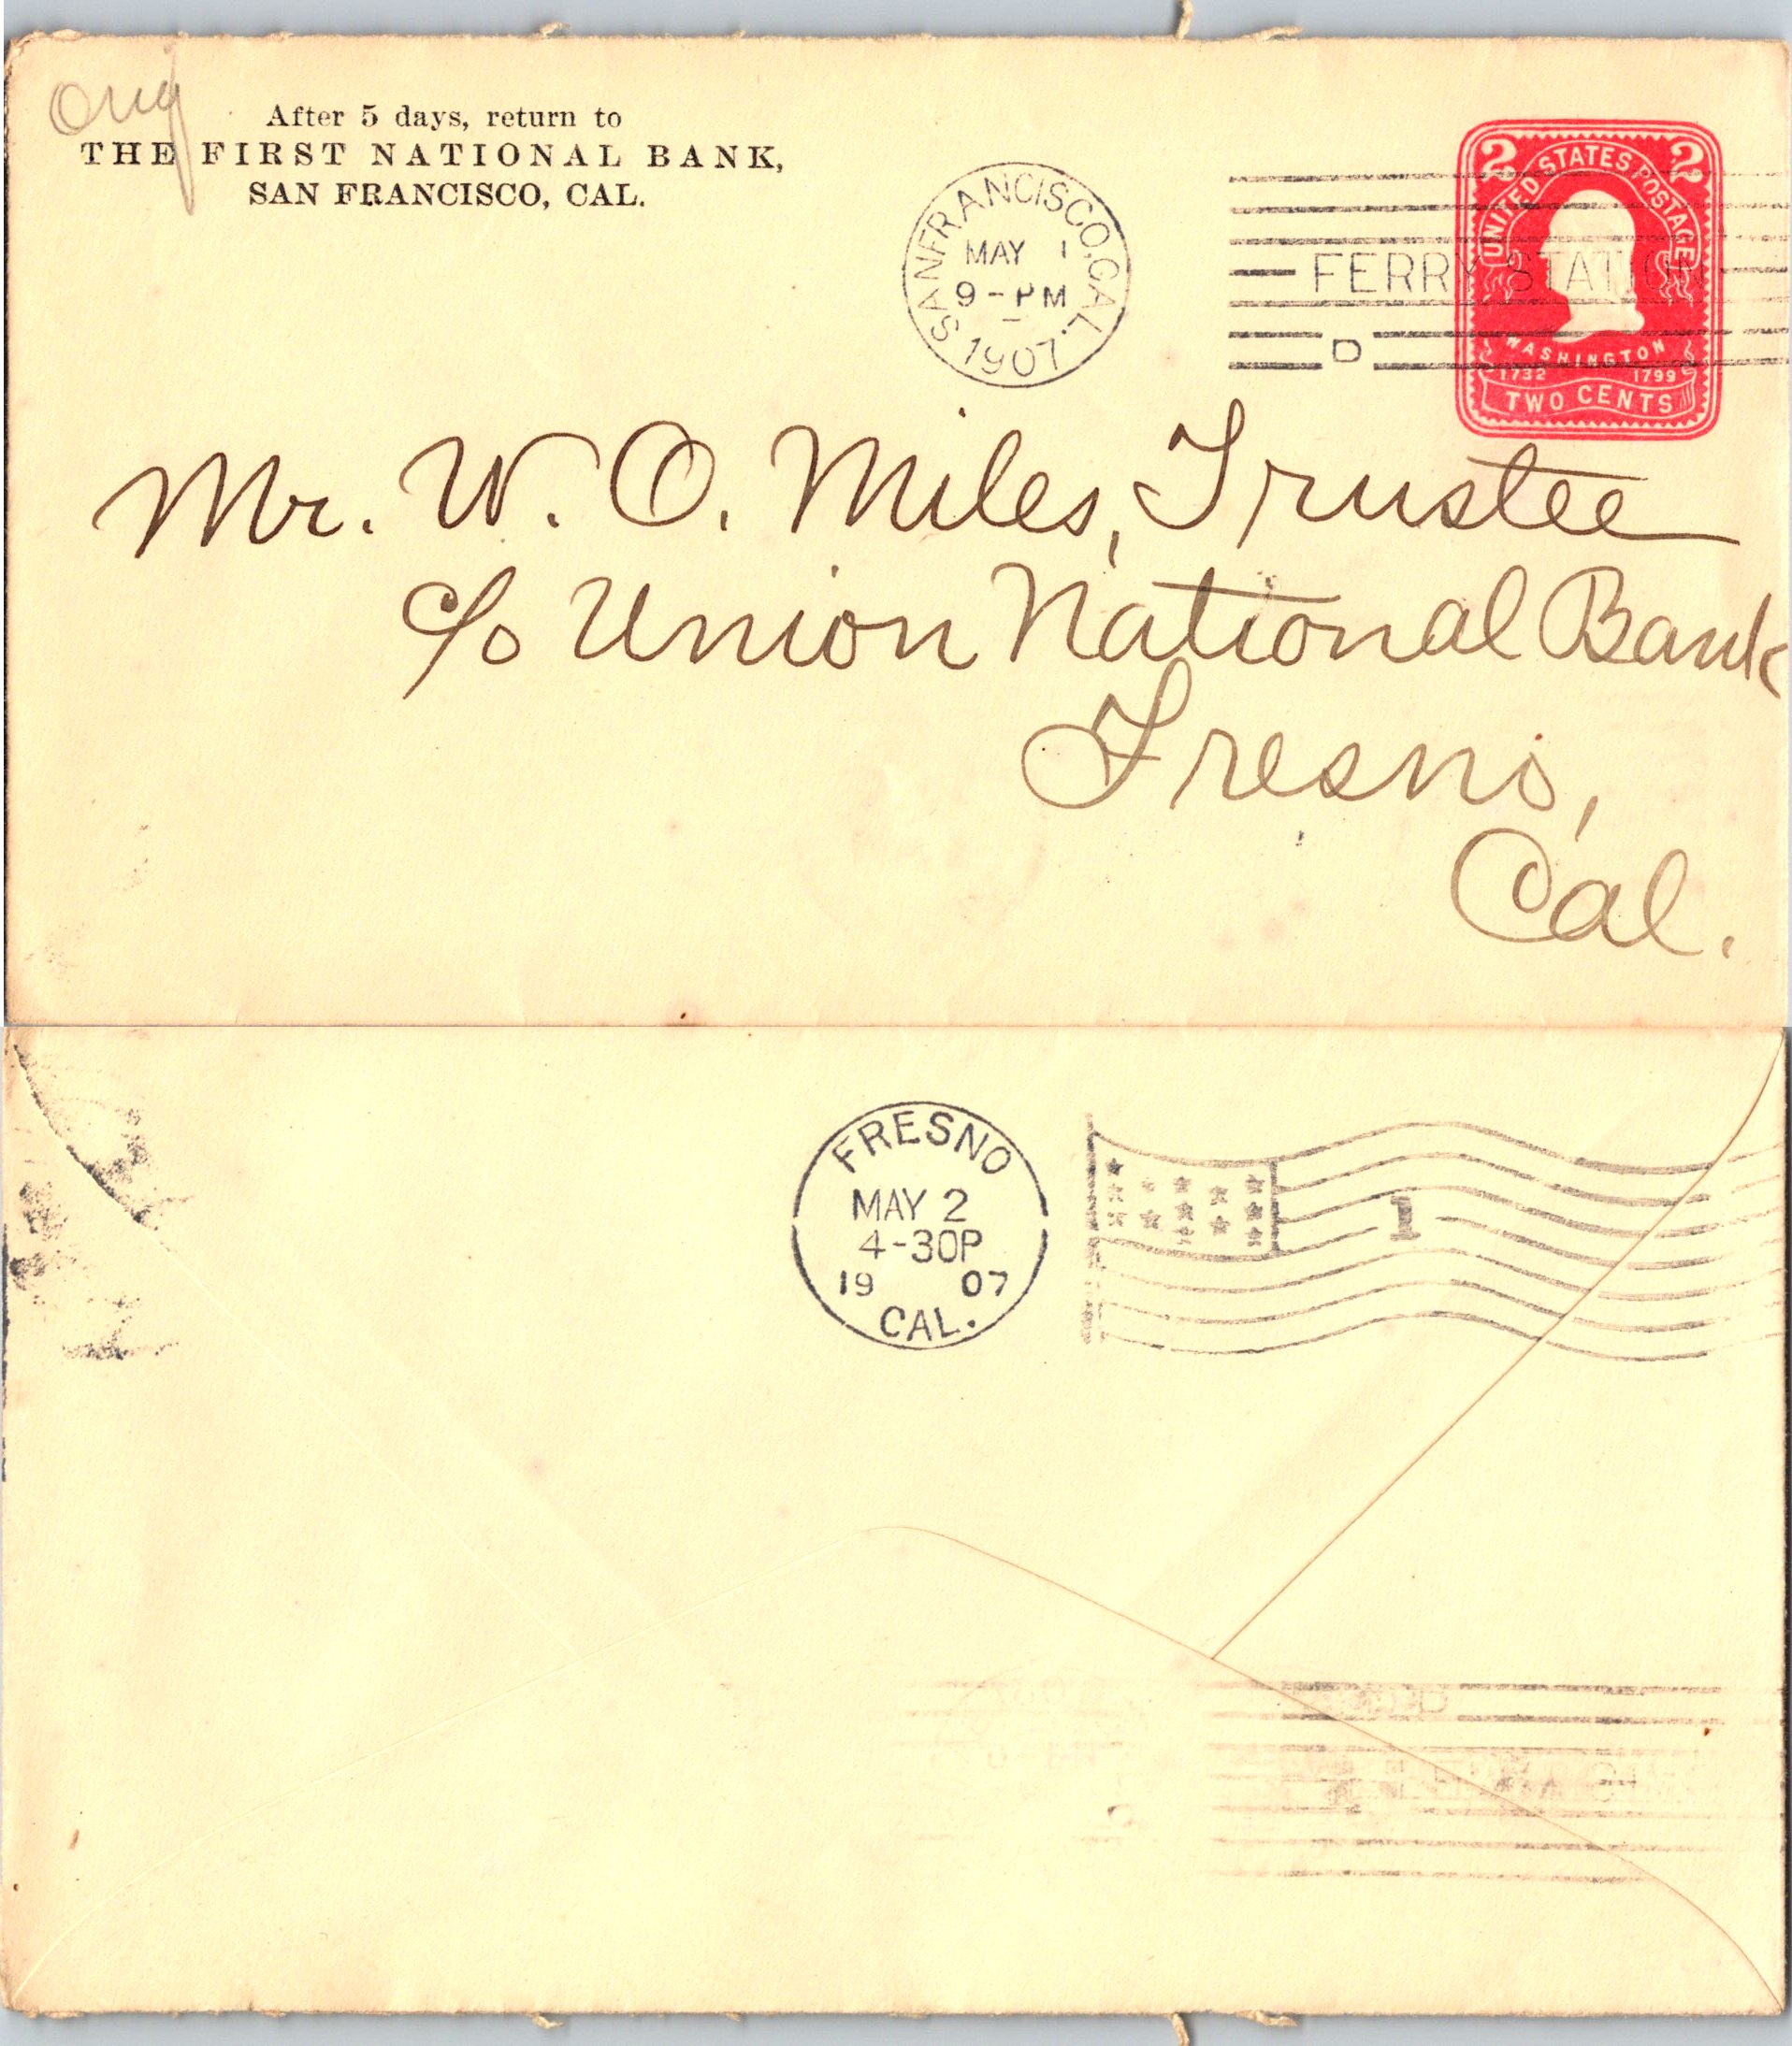 Orig
After 5 days, return to
THE FIRST NATIONAL BANK,
SAN FRANCISCO, CAL.
SAN FRANCISCO, CAL.
MAY 1
9-PM
1907
FERRY STATION
D
2 2
UNITED STATES POSTAGE
WASHINGTON
1732 1799
TWO CENTS
Mr. W. O. Miles, Trustee
c/o Union National Bank
Fresno,
Cal.
FRESNO
MAY 2
4-30P
19 07
CAL.
1